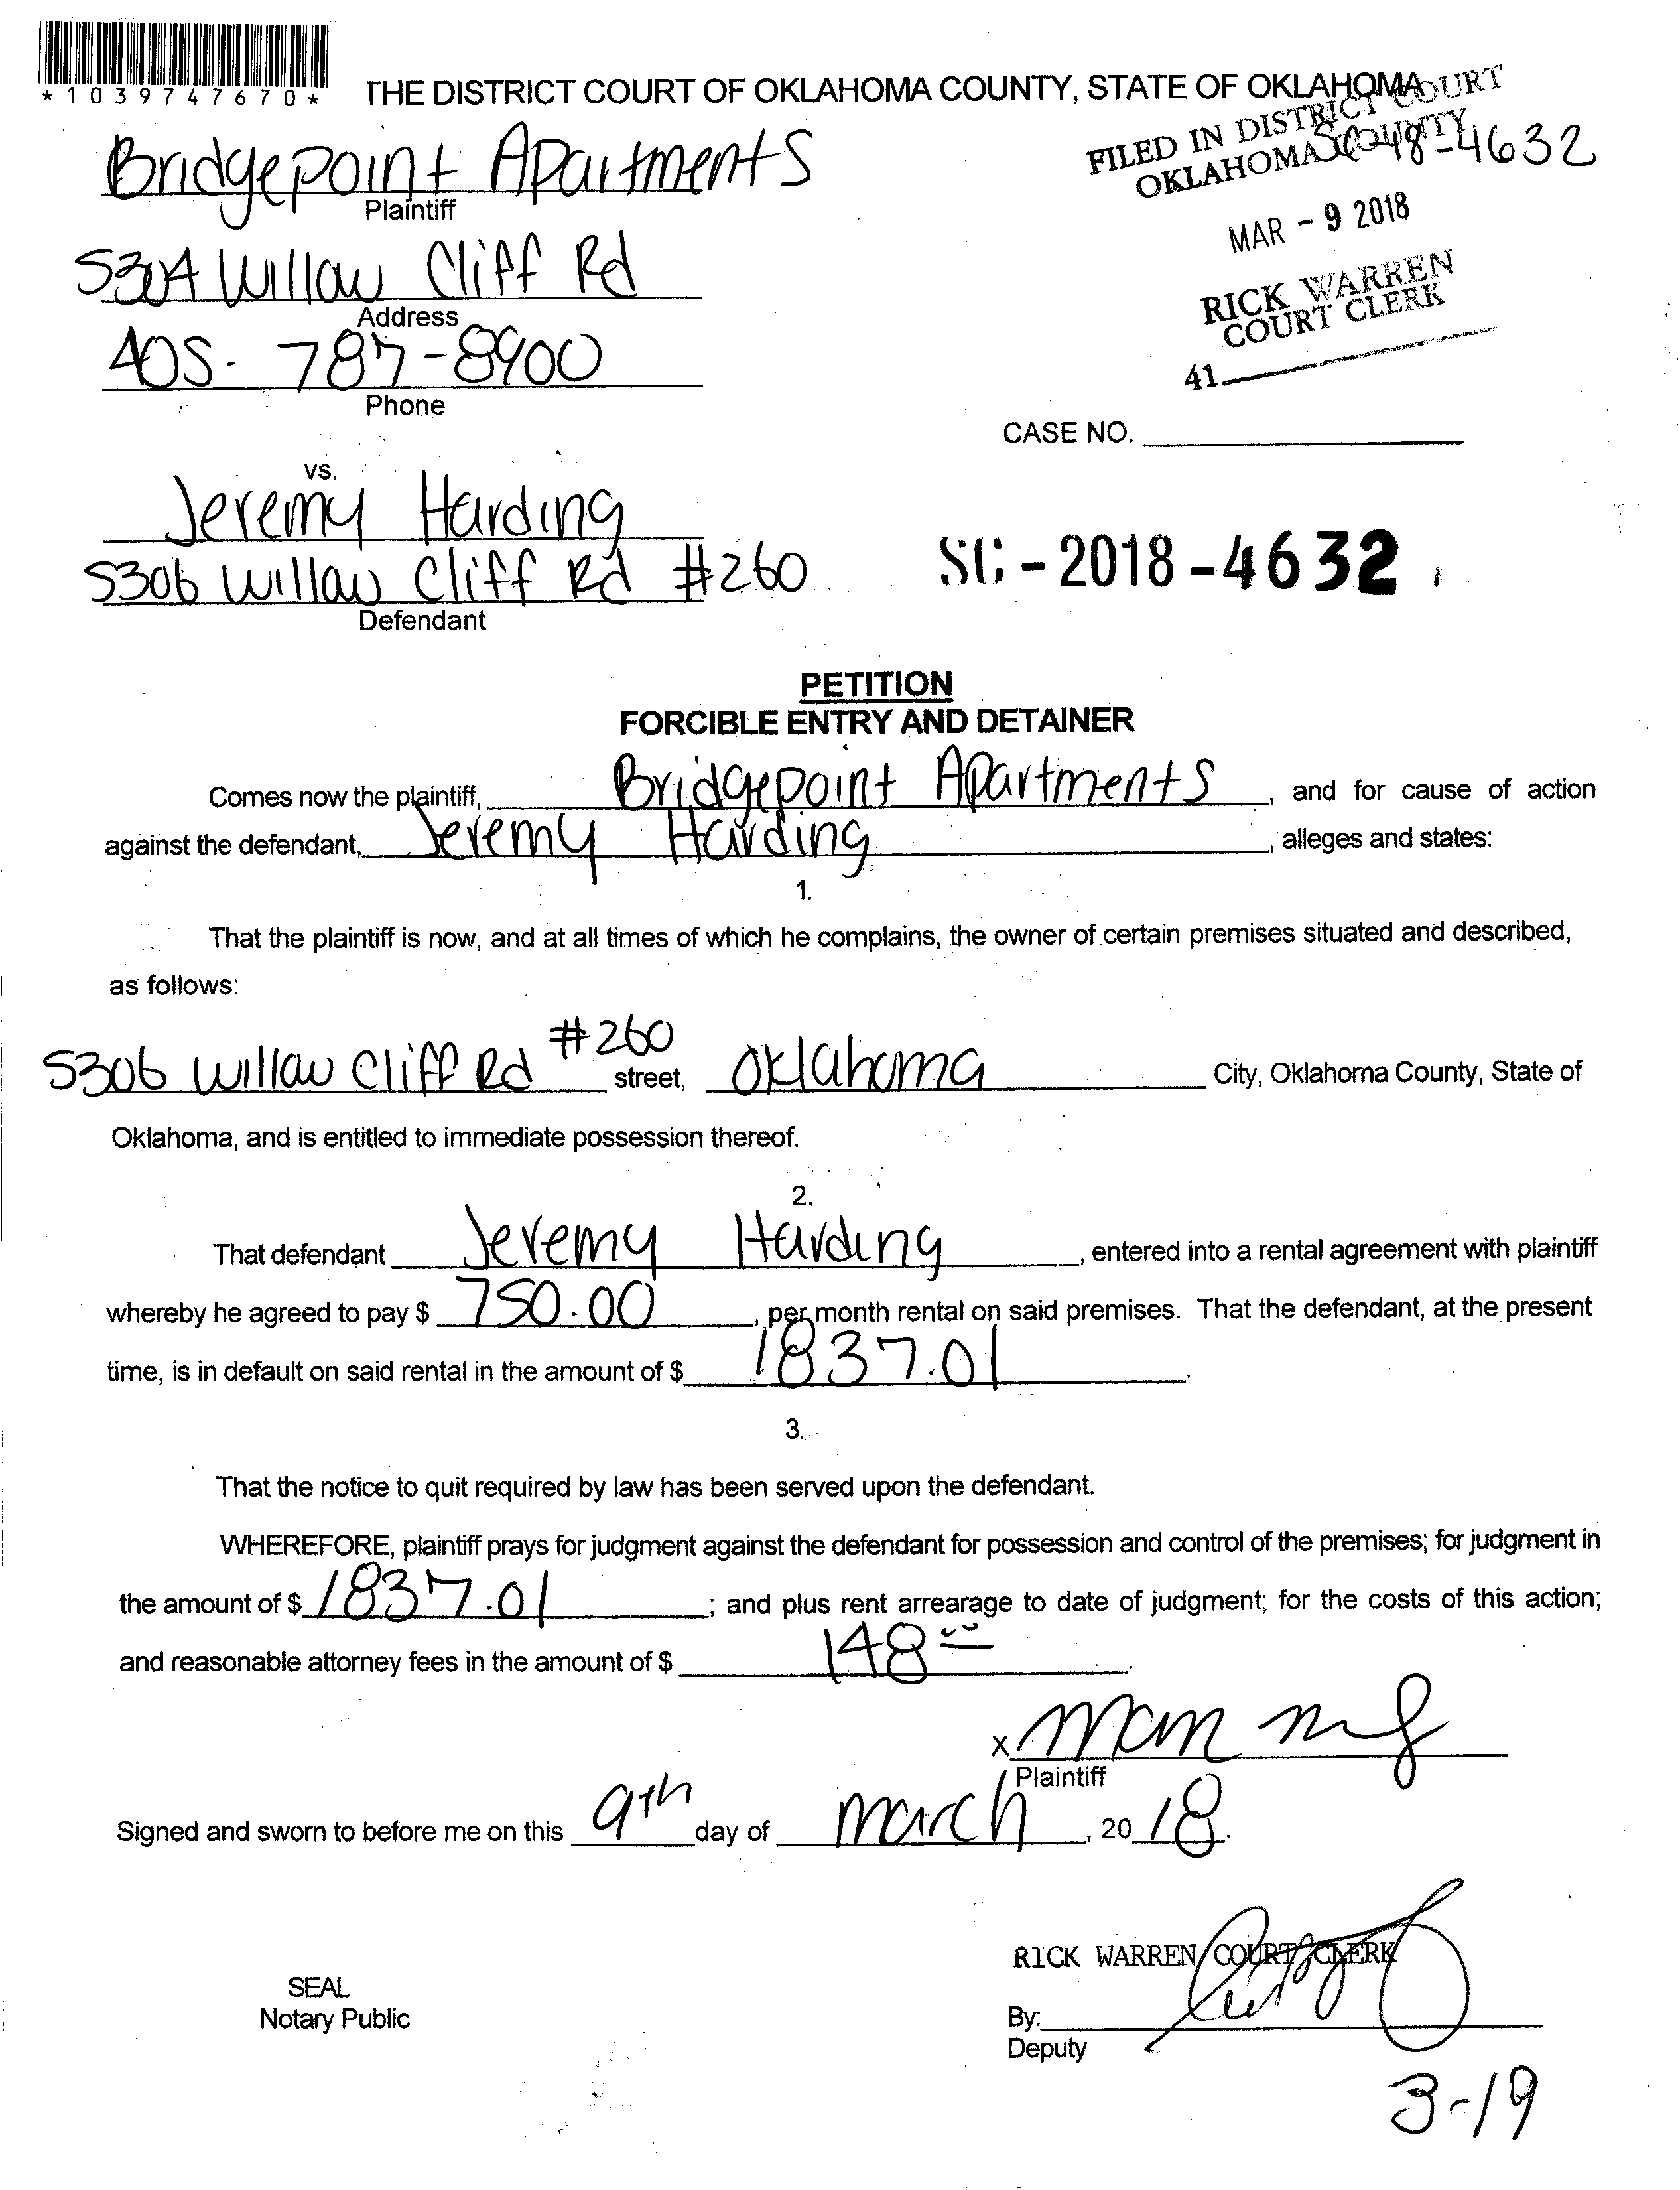 *1039747670*
THE DISTRICT COURT OF OKLAHOMA COUNTY, STATE OF OKLAHOMA
FILED IN DISTRICT COURT
OKLAHOMA COUNTY
SC-18-4632
MAR - 9 2018
RICK WARREN
COURT CLERK
41
Bridgepoint Apartments
Plaintiff
5304 Willow Cliff Rd
Address
405-787-8900
Phone
CASE NO.
vs.
Jeremy Harding
5306 Willow Cliff Rd #260
Defendant
SC-2018-4632
PETITION
FORCIBLE ENTRY AND DETAINER
Comes now the plaintiff, Bridgepoint Apartments, and for cause of action
against the defendant, Jeremy Harding, alleges and states:
1.
That the plaintiff is now, and at all times of which he complains, the owner of certain premises situated and described,
as follows:
5306 Willow Cliff Rd #260 street, Oklahoma City, Oklahoma County, State of
Oklahoma, and is entitled to immediate possession thereof.
2.
That defendant Jeremy Harding, entered into a rental agreement with plaintiff
whereby he agreed to pay $ 750.00, per month rental on said premises. That the defendant, at the present
time, is in default on said rental in the amount of $ 1837.01.
3.
That the notice to quit required by law has been served upon the defendant.
WHEREFORE, plaintiff prays for judgment against the defendant for possession and control of the premises; for judgment in
the amount of $ 1837.01; and plus rent arrearage to date of judgment; for the costs of this action;
and reasonable attorney fees in the amount of $ 148 00.
X
Plaintiff
Signed and sworn to before me on this 9th day of March, 2018.
RICK WARREN COURT CLERK
SEAL
Notary Public
By:
Deputy
3-19